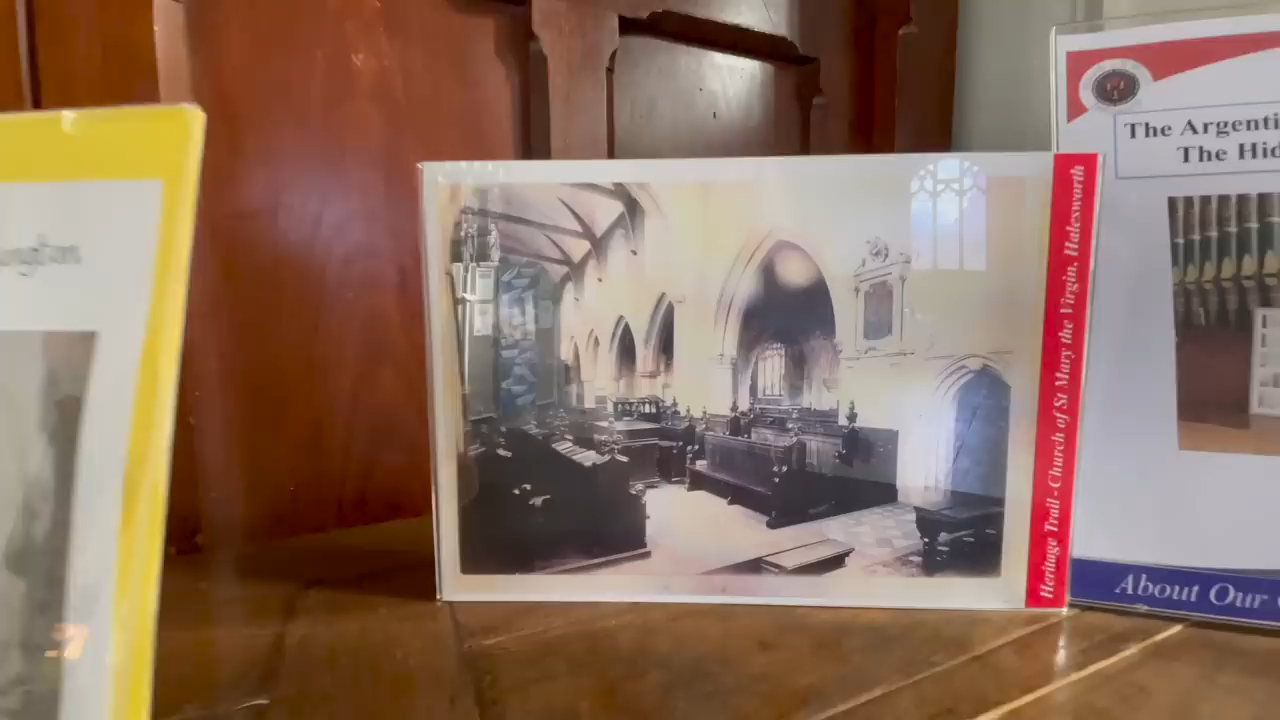 Heritage Trail - Church of St Mary the Virgin, Halesworth
The Argenti
The Hid
About Our